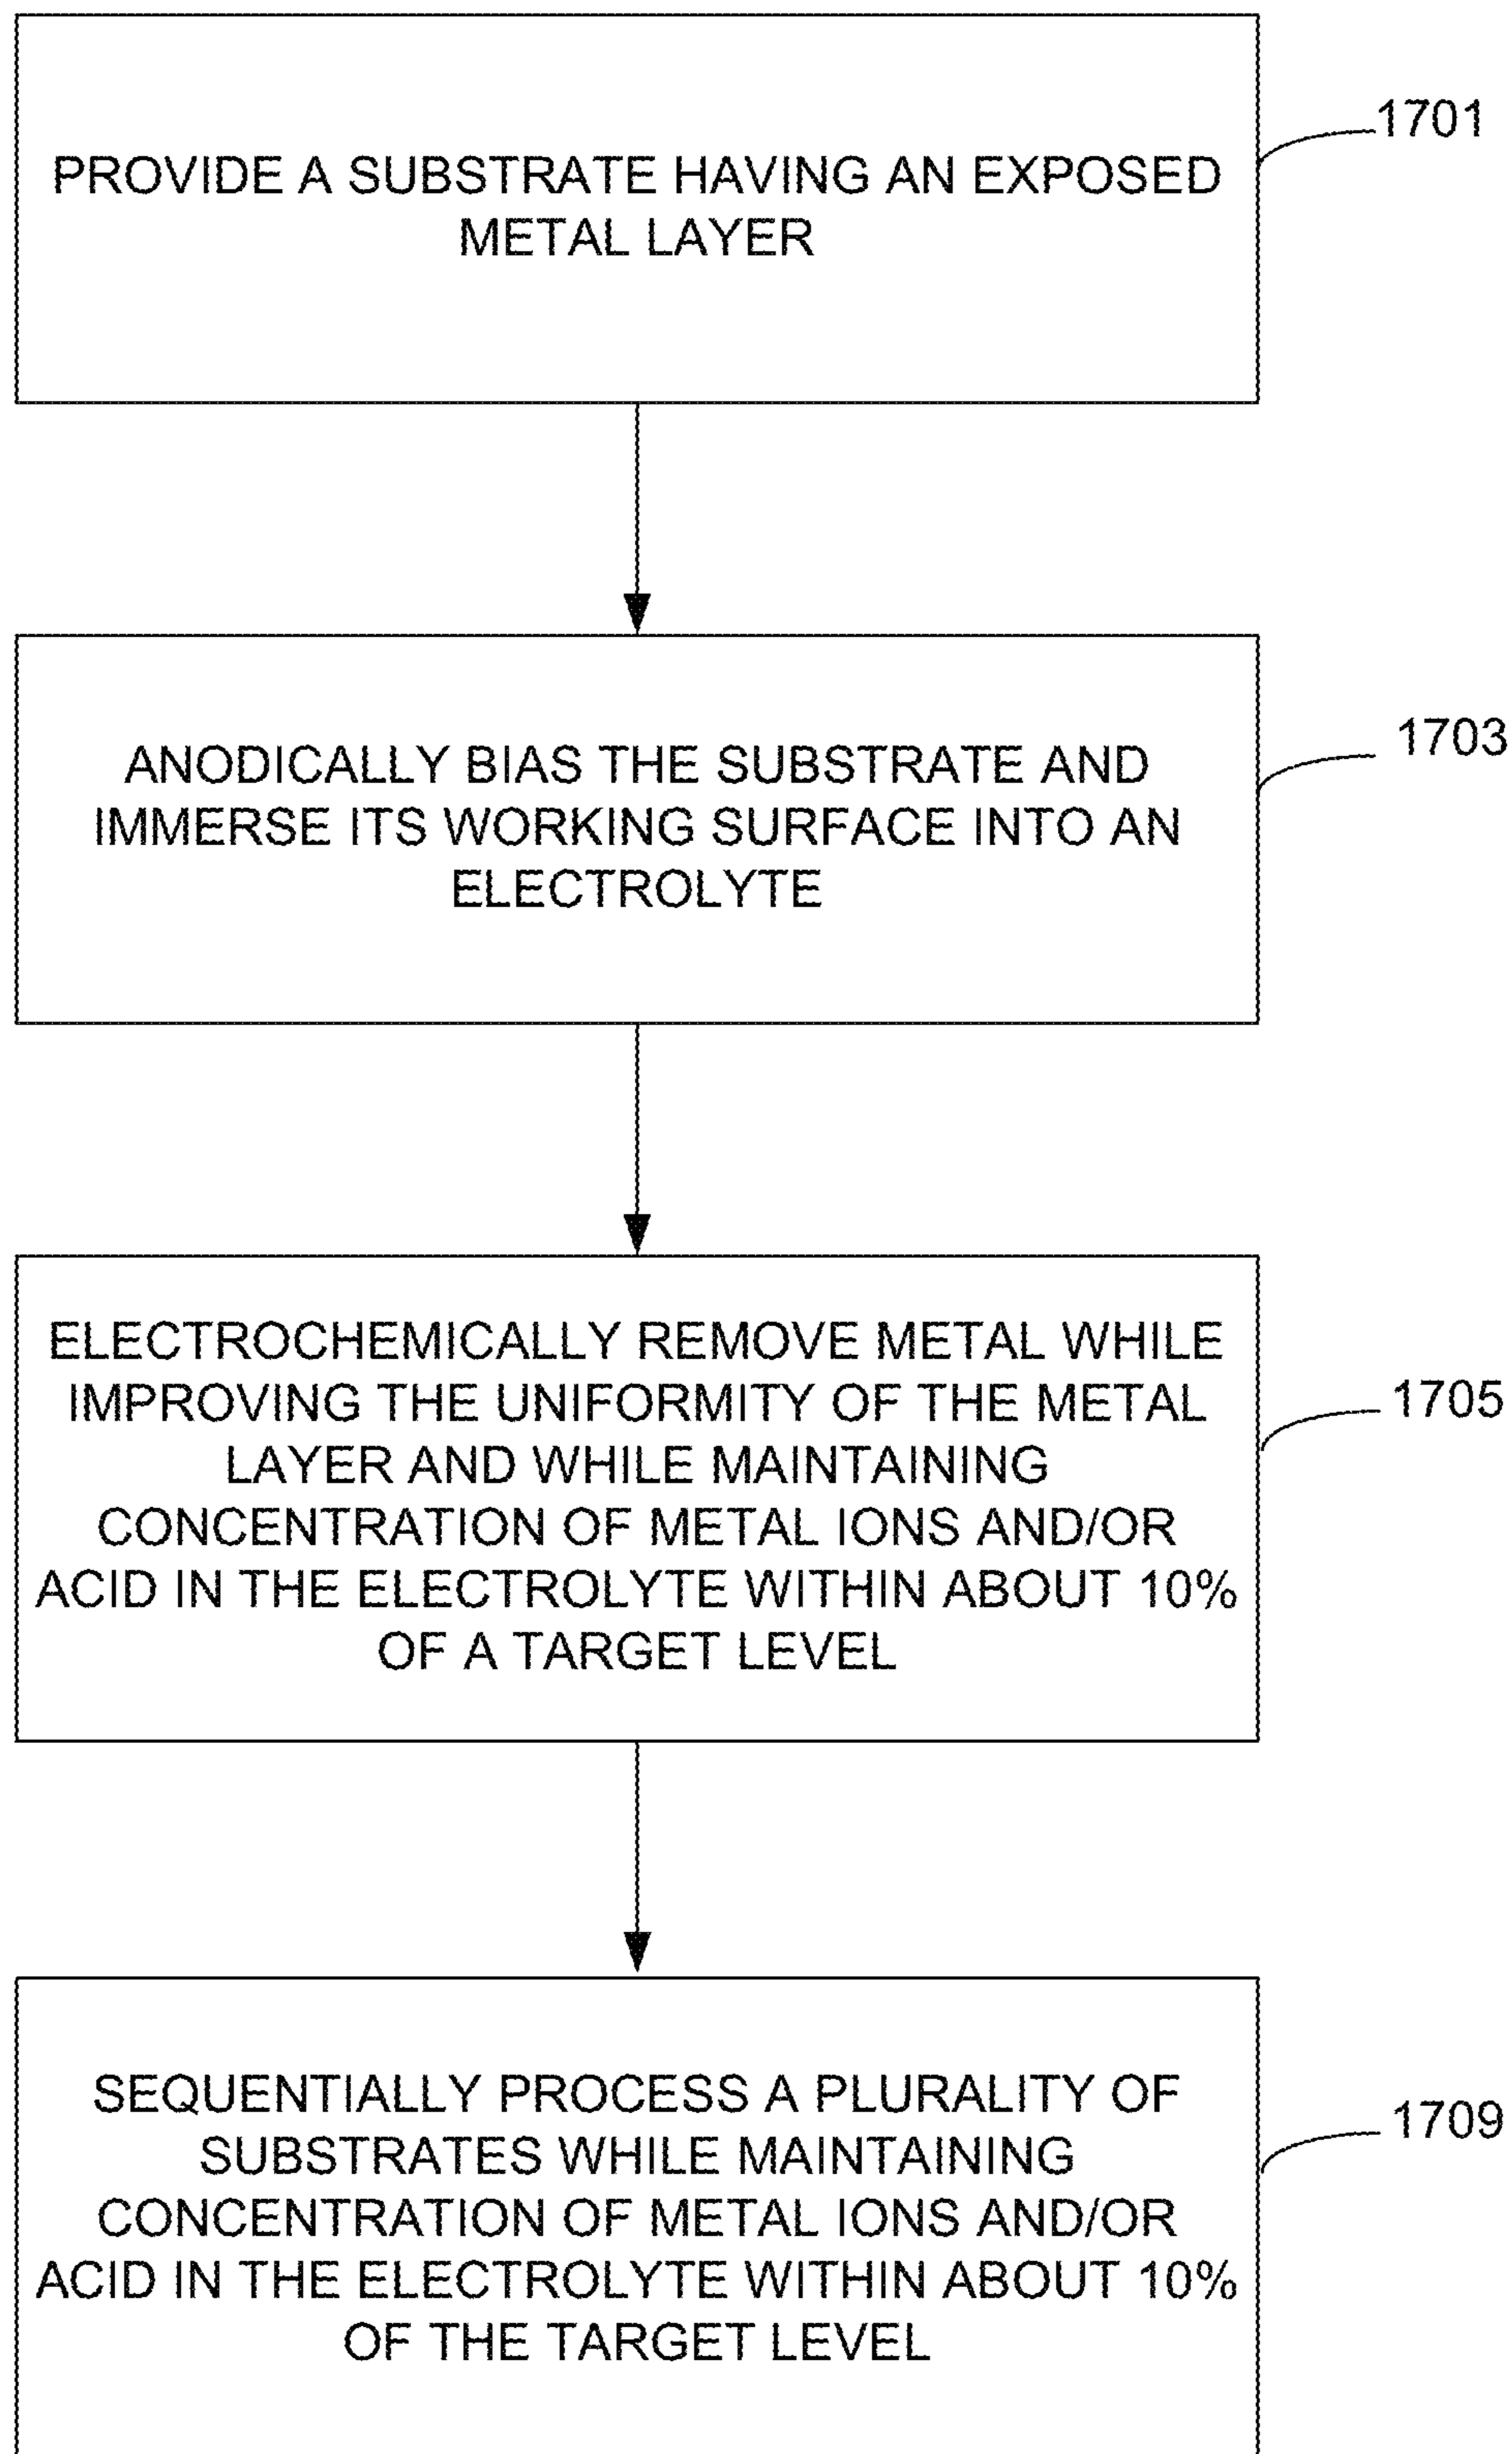 PROVIDE A SUBSTRATE HAVING AN EXPOSED
METAL LAYER
1701
ANODICALLY BIAS THE SUBSTRATE AND
IMMERSE ITS WORKING SURFACE INTO AN
ELECTROLYTE
1703
ELECTROCHEMICALLY REMOVE METAL WHILE
IMPROVING THE UNIFORMITY OF THE METAL
LAYER AND WHILE MAINTAINING
CONCENTRATION OF METAL IONS AND/OR
ACID IN THE ELECTROLYTE WITHIN ABOUT 10%
OF A TARGET LEVEL
1705
SEQUENTIALLY PROCESS A PLURALITY OF
SUBSTRATES WHILE MAINTAINING
CONCENTRATION OF METAL IONS AND/OR
ACID IN THE ELECTROLYTE WITHIN ABOUT 10%
OF THE TARGET LEVEL
1709